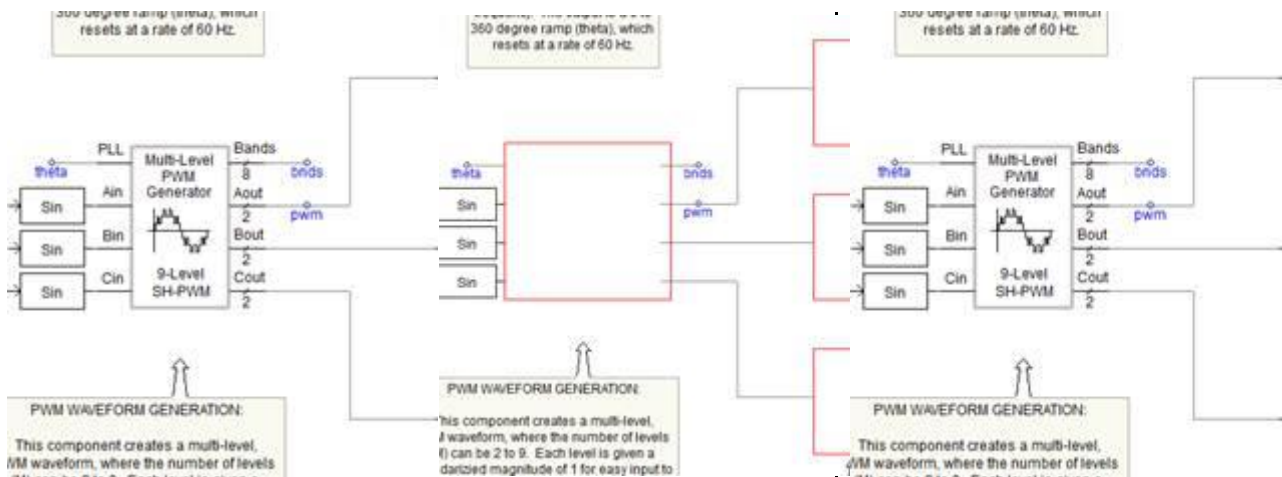 360 degree ramp (theta), which
resets at a rate of 60 Hz.
PLL
Bands
Multi-Level
PWM
Generator
8
theta
bnds
Ain
Aout
Sin
2
pwm
Bin
Bout
Sin
2
9-Level
SH-PWM
Cin
Cout
Sin
2
PWM WAVEFORM GENERATION:
This component creates a multi-level,
WM waveform, where the number of levels
360 degree ramp (theta), which
resets at a rate of 60 Hz.
theta
bnds
Sin
pwm
Sin
Sin
PWM WAVEFORM GENERATION:
This component creates a multi-level,
M waveform, where the number of levels
) can be 2 to 9. Each level is given a
darizied magnitude of 1 for easy input to
360 degree ramp (theta), which
resets at a rate of 60 Hz.
PLL
Bands
Multi-Level
PWM
Generator
8
theta
bnds
Ain
Aout
Sin
2
pwm
Bin
Bout
Sin
2
9-Level
SH-PWM
Cin
Cout
Sin
2
PWM WAVEFORM GENERATION:
This component creates a multi-level,
WM waveform, where the number of levels